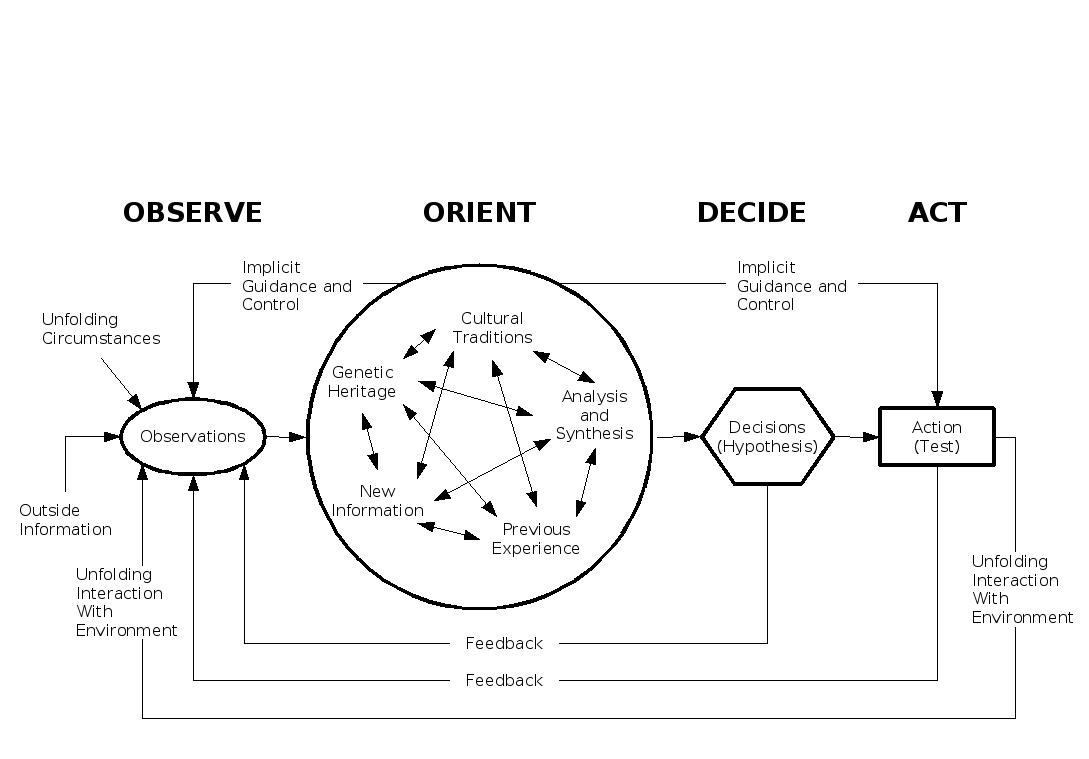 OBSERVE
ORIENT
DECIDE
ACT
Implicit
Guidance and
Control
Implicit
Guidance and
Control
Unfolding
Circumstances
Cultural
Traditions
Genetic
Heritage
Analysis
and
Synthesis
Observations
Decisions
(Hypothesis)
Action
(Test)
New
Information
Previous
Experience
Outside
Information
Unfolding
Interaction
With
Environment
Unfolding
Interaction
With
Environment
Feedback
Feedback